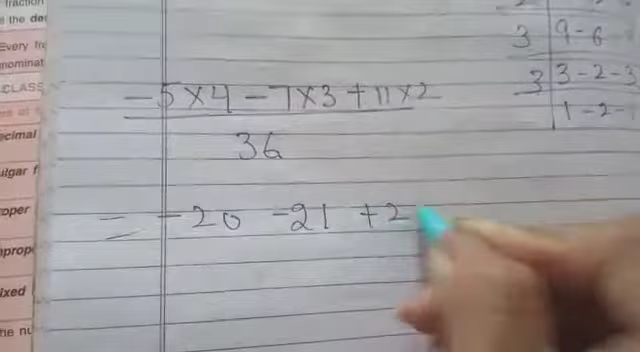 fraction
s the de
Every fr
nominat
CLASS
ecimal
ulgar f
oper
aprop
ixed
he nu
3 | 9 - 6
3 | 3 - 2 - 3
1 - 2 -
- 5 × 4 - 7 × 3 + 11 × 2
36
= - 20 - 21 + 2